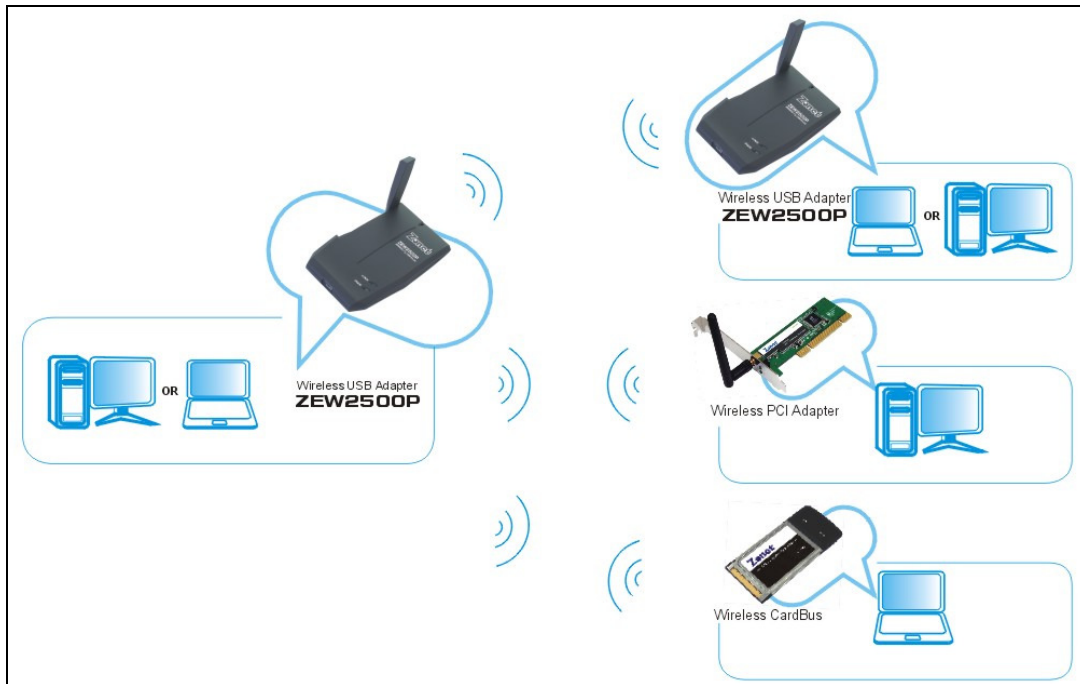 Wireless USB Adapter
ZEW2500P
OR
OR
Wireless USB Adapter
ZEW2500P
Wireless PCI Adapter
Zonet
Wireless CardBus